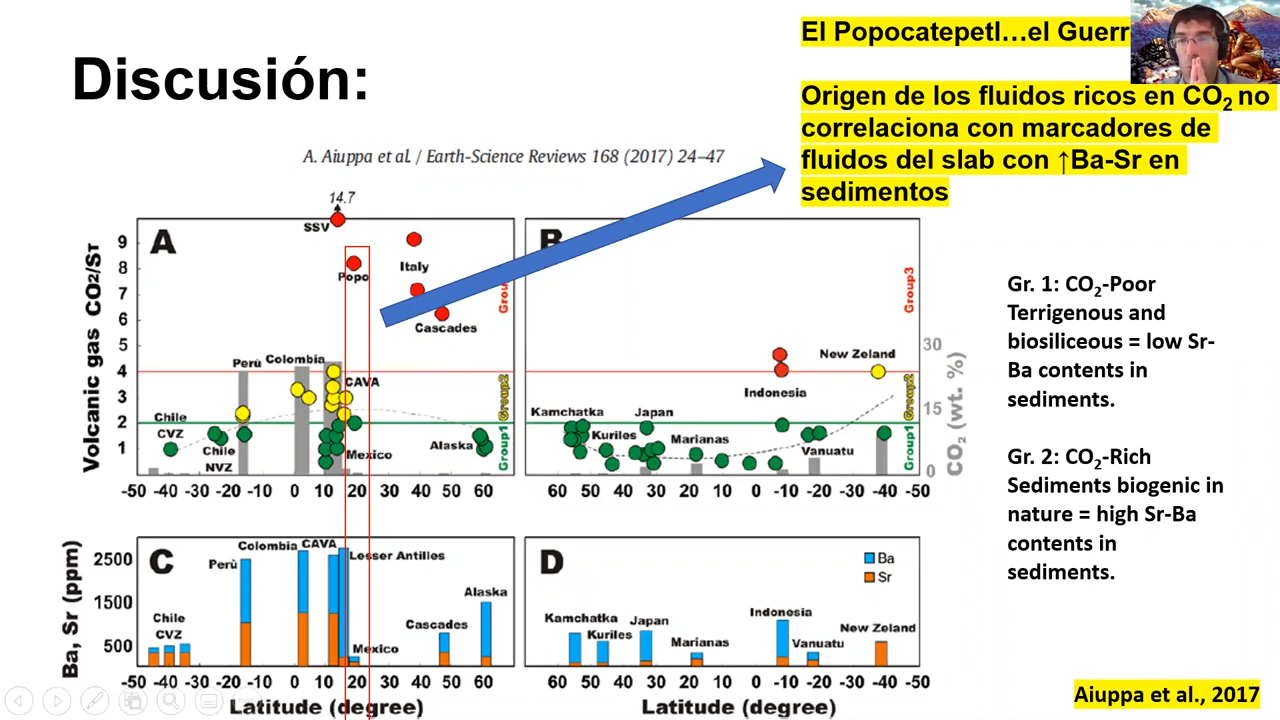 Discusión:
El Popocatepetl…el Guerr
Origen de los fluidos ricos en CO2 no
correlaciona con marcadores de
fluidos del slab con ↑Ba-Sr en
sedimentos
A. Aiuppa et al. / Earth-Science Reviews 168 (2017) 24–47
14.7
A
SSV
Popo
Italy
Cascades
Perù
Colombia
CAVA
Chile
CVZ
Chile
NVZ
Mexico
Alaska
Group2
Group1
Volcanic gas CO2/ST
9
8
7
6
5
4
3
2
1
-50 -40 -30 -20 -10 0 10 20 30 40 50 60
B
Group3
Indonesia
New Zeland
Kamchatka
Kuriles
Japan
Marianas
Vanuatu
Group2
Group1
30
15
0
CO2 (wt. %)
60 50 40 30 20 10 0 -10 -20 -30 -40 -50
Gr. 1: CO2-Poor
Terrigenous and
biosiliceous = low Sr-
Ba contents in
sediments.
Gr. 2: CO2-Rich
Sediments biogenic in
nature = high Sr-Ba
contents in
sediments.
C
Ba, Sr (ppm)
2500
1500
500
Chile
CVZ
Perù
Colombia
CAVA
Lesser Antilles
Mexico
Cascades
Alaska
-50 -40 -30 -20 -10 0 10 20 30 40 50 60
Latitude (degree)
D
Ba
Sr
Kamchatka
Kuriles
Japan
Marianas
Indonesia
Vanuatu
New Zeland
60 50 40 30 20 10 0 -10 -20 -30 -40 -50
Latitude (degree)
Aiuppa et al., 2017